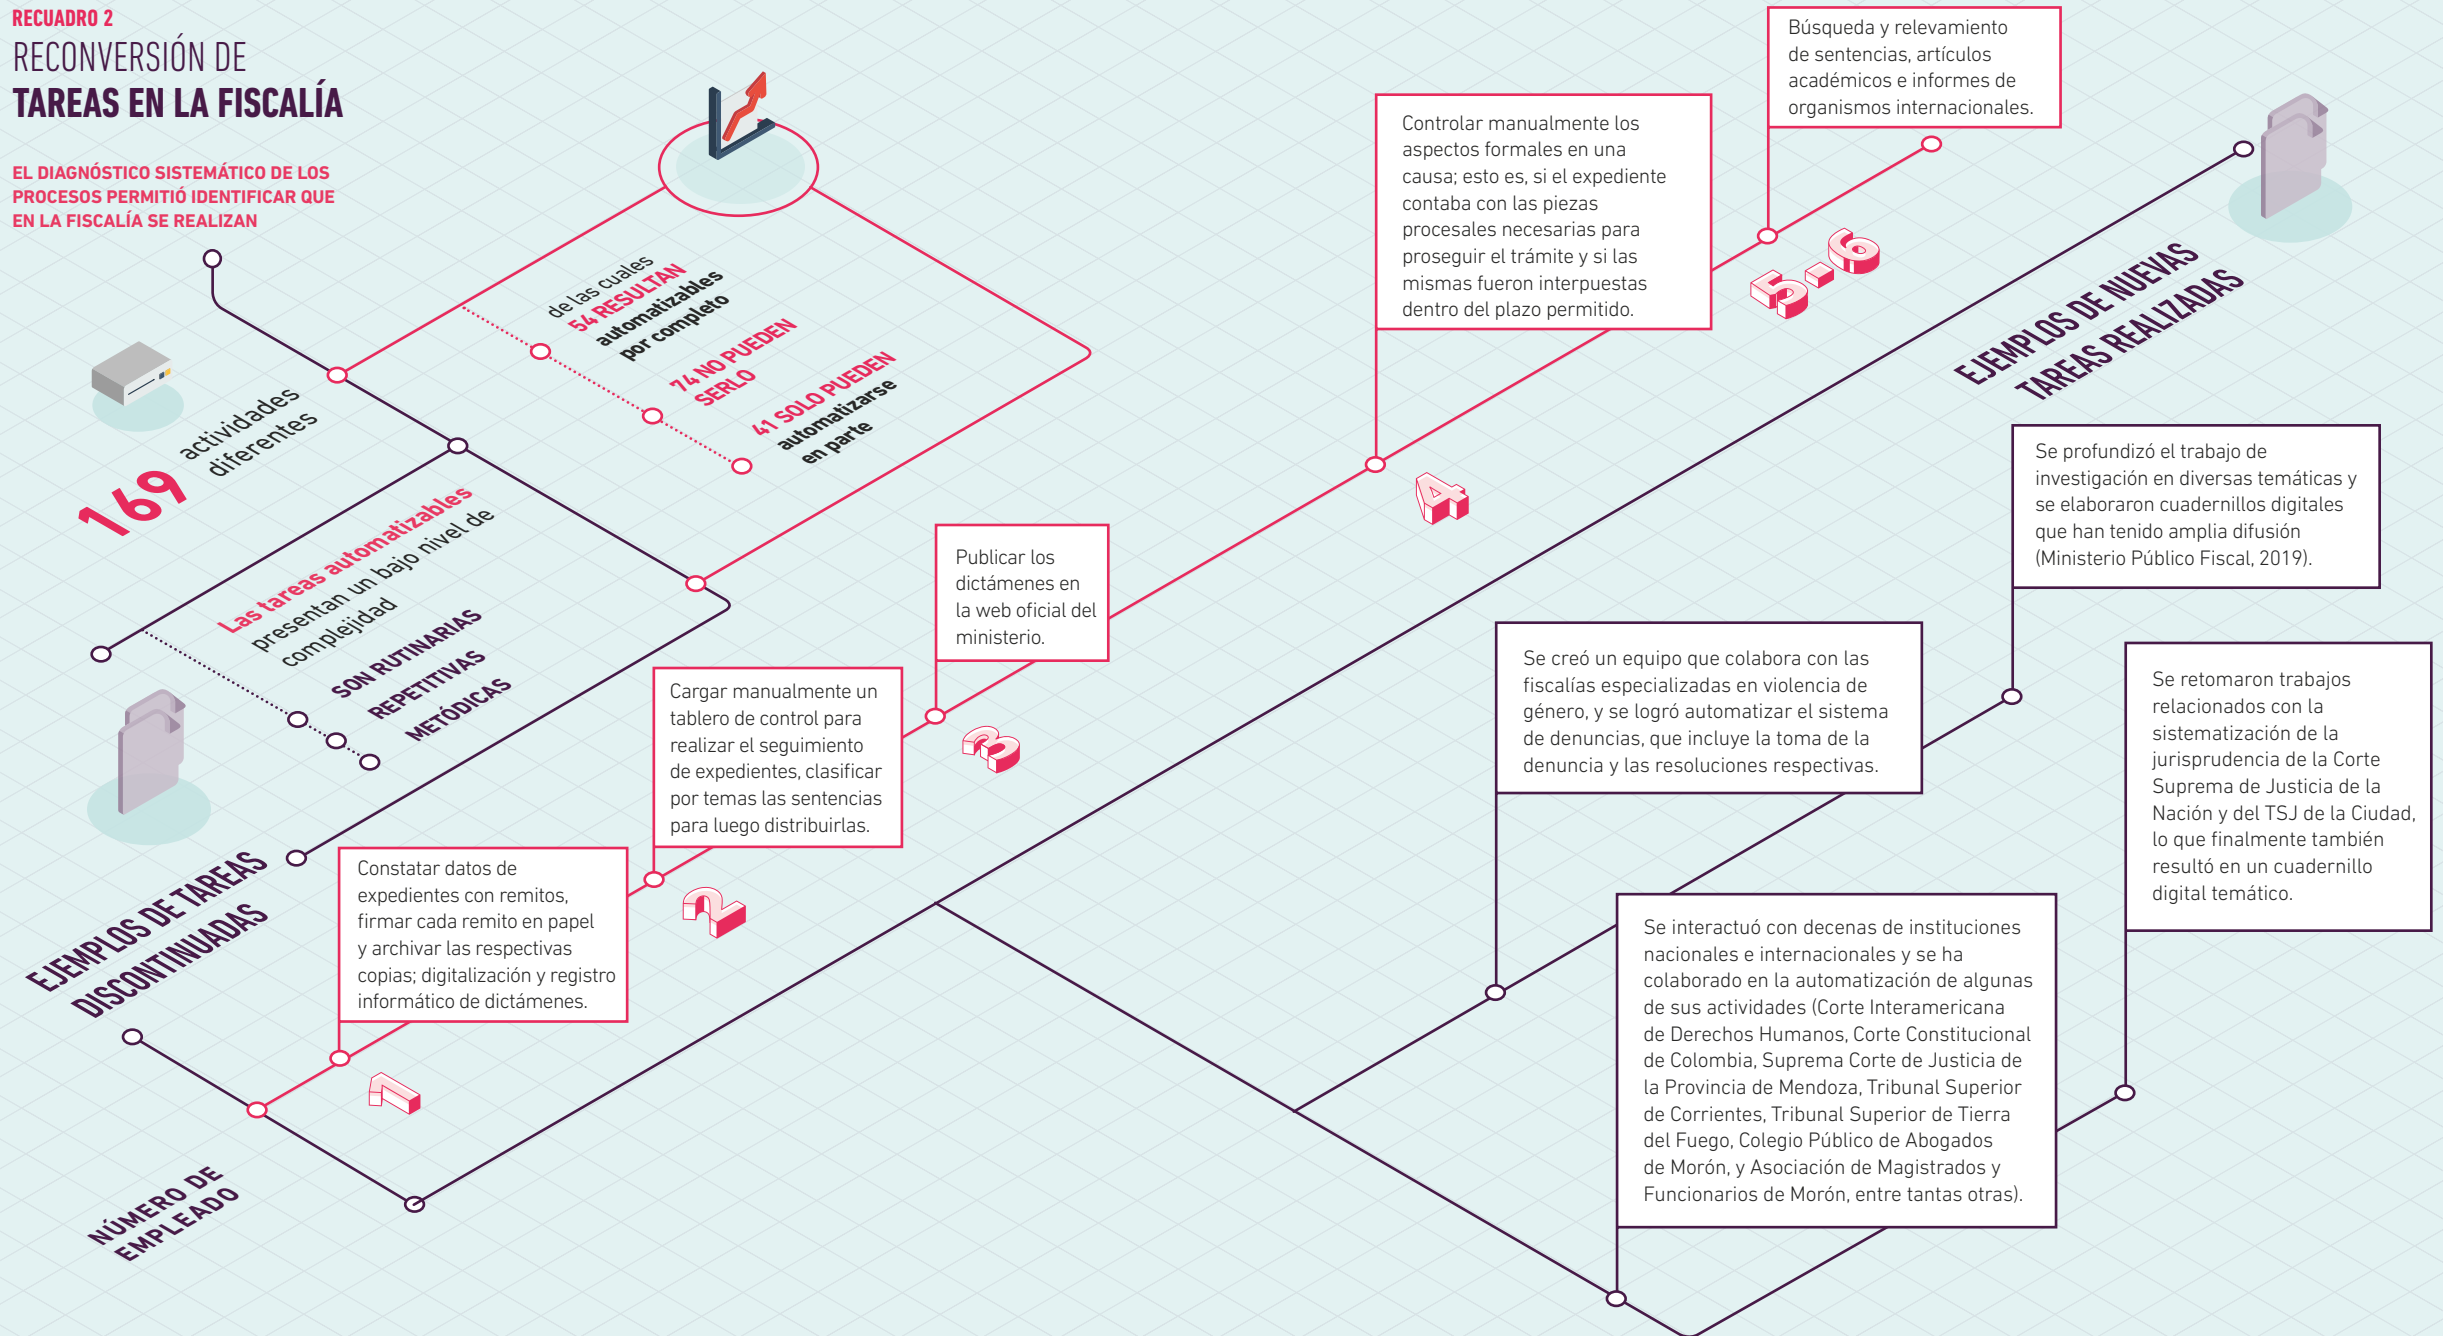 RECUADRO 2
RECONVERSIÓN DE
TAREAS EN LA FISCALÍA
EL DIAGNÓSTICO SISTEMÁTICO DE LOS
PROCESOS PERMITIÓ IDENTIFICAR QUE
EN LA FISCALÍA SE REALIZAN
169
actividades
diferentes
de las cuales
54 RESULTAN
automatizables
por completo
74 NO PUEDEN
SERLO
41 SOLO PUEDEN
automatizarse
en parte
Las tareas automatizables
presentan un bajo nivel de
complejidad
SON RUTINARIAS
REPETITIVAS
METÓDICAS
EJEMPLOS DE TAREAS
DISCONTINUADAS
NÚMERO DE
EMPLEADO
1
Constatar datos de
expedientes con remitos,
firmar cada remito en papel
y archivar las respectivas
copias; digitalización y registro
informático de dictámenes.
2
Cargar manualmente un
tablero de control para
realizar el seguimiento
de expedientes, clasificar
por temas las sentencias
para luego distribuirlas.
3
Publicar los
dictámenes en
la web oficial del
ministerio.
4
Controlar manualmente los
aspectos formales en una
causa; esto es, si el expediente
contaba con las piezas
procesales necesarias para
proseguir el trámite y si las
mismas fueron interpuestas
dentro del plazo permitido.
5-6
Búsqueda y relevamiento
de sentencias, artículos
académicos e informes de
organismos internacionales.
EJEMPLOS DE NUEVAS
TAREAS REALIZADAS
Se profundizó el trabajo de
investigación en diversas temáticas y
se elaboraron cuadernillos digitales
que han tenido amplia difusión
(Ministerio Público Fiscal, 2019).
Se creó un equipo que colabora con las
fiscalías especializadas en violencia de
género, y se logró automatizar el sistema
de denuncias, que incluye la toma de la
denuncia y las resoluciones respectivas.
Se retomaron trabajos
relacionados con la
sistematización de la
jurisprudencia de la Corte
Suprema de Justicia de la
Nación y del TSJ de la Ciudad,
lo que finalmente también
resultó en un cuadernillo
digital temático.
Se interactuó con decenas de instituciones
nacionales e internacionales y se ha
colaborado en la automatización de algunas
de sus actividades (Corte Interamericana
de Derechos Humanos, Corte Constitucional
de Colombia, Suprema Corte de Justicia de
la Provincia de Mendoza, Tribunal Superior
de Corrientes, Tribunal Superior de Tierra
del Fuego, Colegio Público de Abogados
de Morón, y Asociación de Magistrados y
Funcionarios de Morón, entre tantas otras).